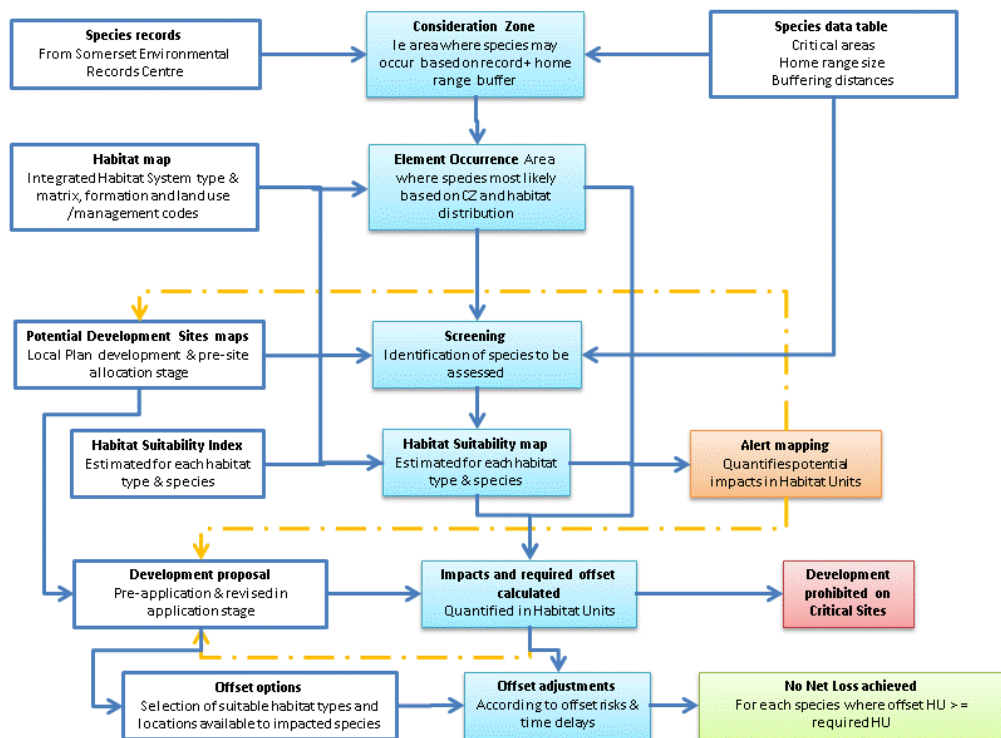 Species records
From Somerset Environmental
Records Centre
Consideration Zone
Ie area where species may
occur based on record+ home
range buffer
Species data table
Critical areas
Home range size
Buffering distances
Habitat map
Integrated Habitat System type &
matrix, formation and land use
/management codes
Element Occurrence Area
where species most likely
based on CZ and habitat
distribution
Potential Development Sites maps
Local Plan development & pre-site
allocation stage
Screening
Identification of species to be
assessed
Habitat Suitability Index
Estimated for each habitat
type & species
Habitat Suitability map
Estimated for each habitat
type & species
Alert mapping
Quantifies potential
impacts in Habitat Units
Development proposal
Pre-application & revised in
application stage
Impacts and required offset
calculated
Quantified in Habitat Units
Development
prohibited on
Critical Sites
Offset options
Selection of suitable habitat types and
locations available to impacted species
Offset adjustments
According to offset risks &
time delays
No Net Loss achieved
For each species where offset HU >=
required HU